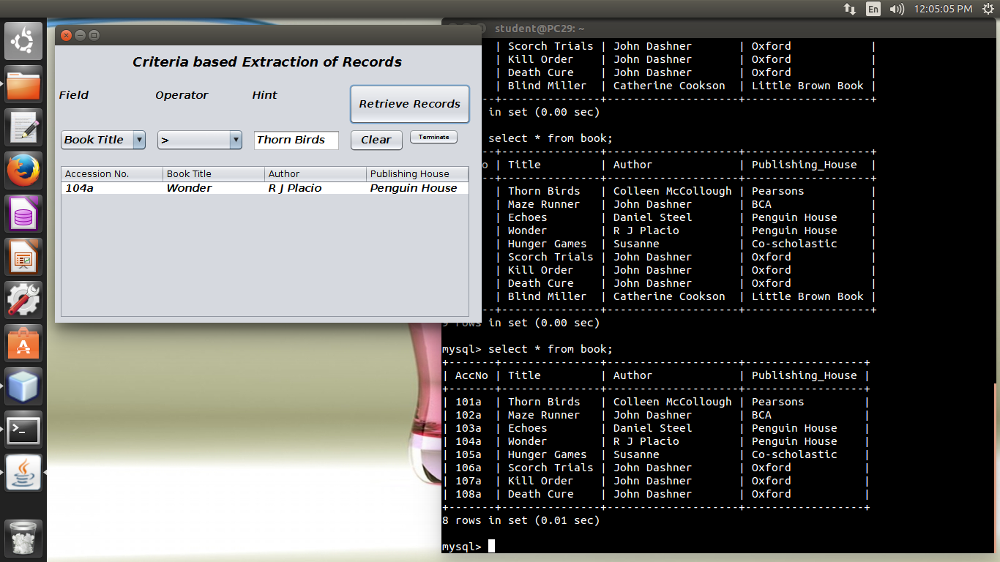 En 12:05:05 PM
Criteria based Extraction of Records
Field Operator Hint
Retrieve Records
Book Title > Thorn Birds Clear Terminate
Accession No. Book Title Author Publishing House
104a Wonder R J Placio Penguin House
student@PC29: ~
| Scorch Trials | John Dashner | Oxford |
| Kill Order | John Dashner | Oxford |
| Death Cure | John Dashner | Oxford |
| Blind Miller | Catherine Cookson | Little Brown Book |
--+---------------+--------------------+-------------------+
in set (0.00 sec)
select * from book;
--+---------------+--------------------+-------------------+
o | Title | Author | Publishing_House |
--+---------------+--------------------+-------------------+
| Thorn Birds | Colleen McCollough | Pearsons |
| Maze Runner | John Dashner | BCA |
| Echoes | Daniel Steel | Penguin House |
| Wonder | R J Placio | Penguin House |
| Hunger Games | Susanne | Co-scholastic |
| Scorch Trials | John Dashner | Oxford |
| Kill Order | John Dashner | Oxford |
| Death Cure | John Dashner | Oxford |
| Blind Miller | Catherine Cookson | Little Brown Book |
--+---------------+--------------------+-------------------+
9 rows in set (0.00 sec)
mysql> select * from book;
+-------+---------------+--------------------+------------------+
| AccNo | Title | Author | Publishing_House |
+-------+---------------+--------------------+------------------+
| 101a | Thorn Birds | Colleen McCollough | Pearsons |
| 102a | Maze Runner | John Dashner | BCA |
| 103a | Echoes | Daniel Steel | Penguin House |
| 104a | Wonder | R J Placio | Penguin House |
| 105a | Hunger Games | Susanne | Co-scholastic |
| 106a | Scorch Trials | John Dashner | Oxford |
| 107a | Kill Order | John Dashner | Oxford |
| 108a | Death Cure | John Dashner | Oxford |
+-------+---------------+--------------------+------------------+
8 rows in set (0.01 sec)
mysql>